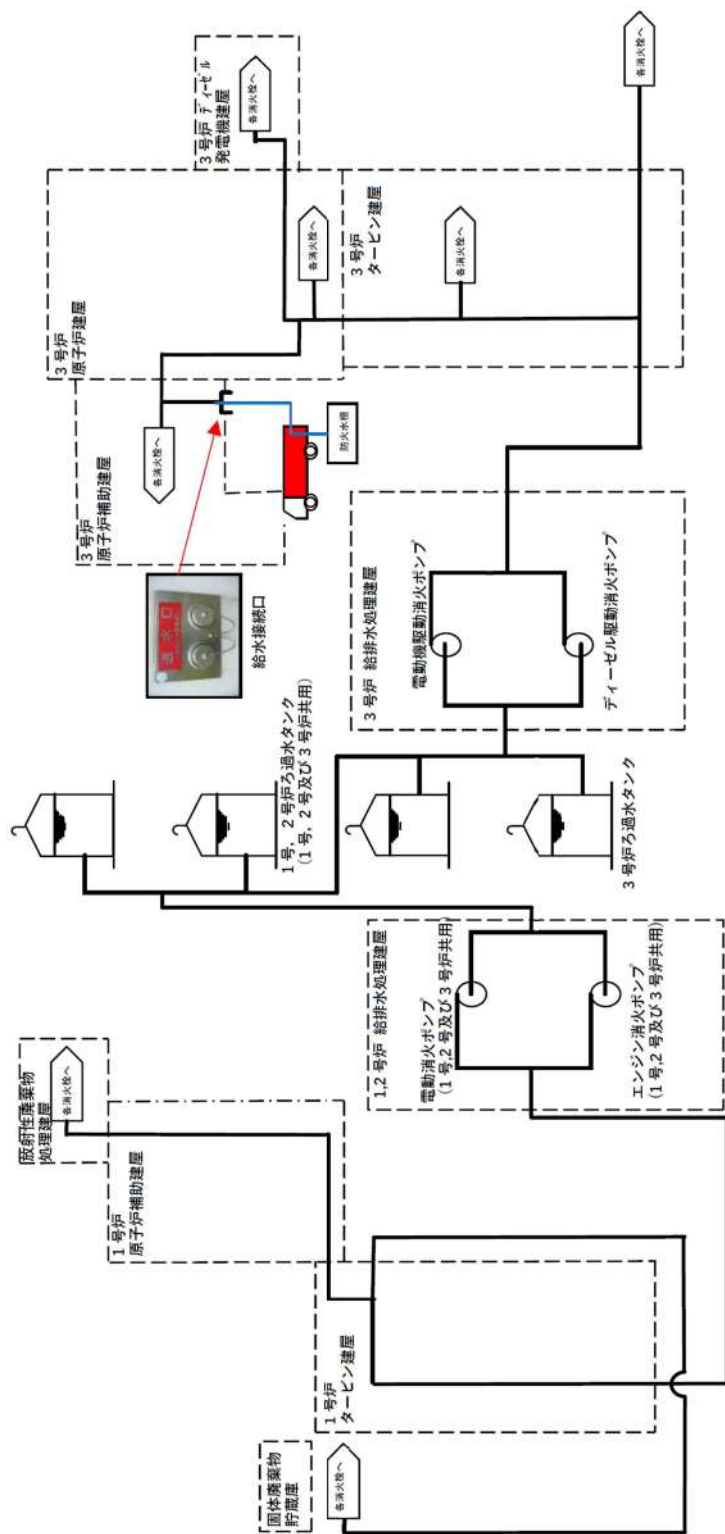 固体廃棄物
貯蔵庫
各消火栓へ
1号炉
タービン建屋
放射性廃棄物
処理建屋
各消火栓へ
1号炉
原子炉補助建屋
1,2号炉 給排水処理建屋
電動消火ポンプ
(1号,2号及び3号炉共用)
エンジン消火ポンプ
(1号,2号及び3号炉共用)
1号,2号炉ろ過水タンク
(1号,2号及び3号炉共用)
3号炉ろ過水タンク
3号炉 給排水処理建屋
電動機駆動消火ポンプ
ディーゼル駆動消火ポンプ
送水口
給水接続口
3号炉
原子炉補助建屋
各消火栓へ
防火水槽
3号炉
原子炉建屋
各消火栓へ
3号炉
タービン建屋
各消火栓へ
3号炉 ディーゼル
発電機建屋
各消火栓へ
各消火栓へ